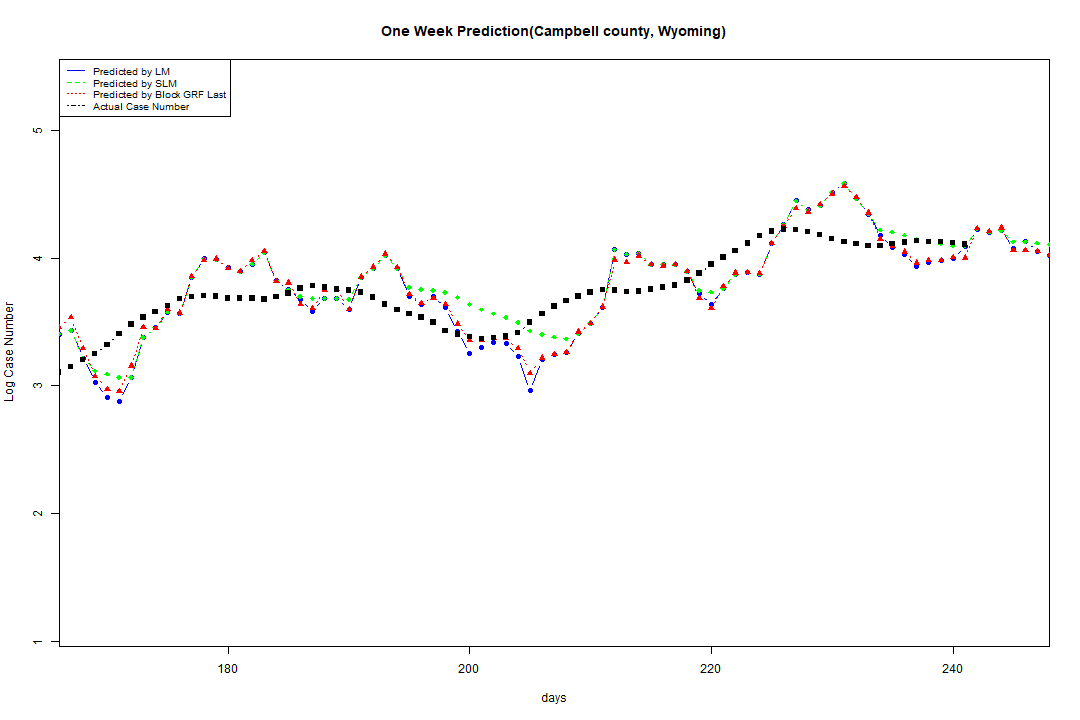 One Week Prediction(Campbell county, Wyoming)
Predicted by LM
Predicted by SLM
Predicted by Block GRF Last
Actual Case Number
5
4
3
2
1
Log Case Number
180 200 220 240
days